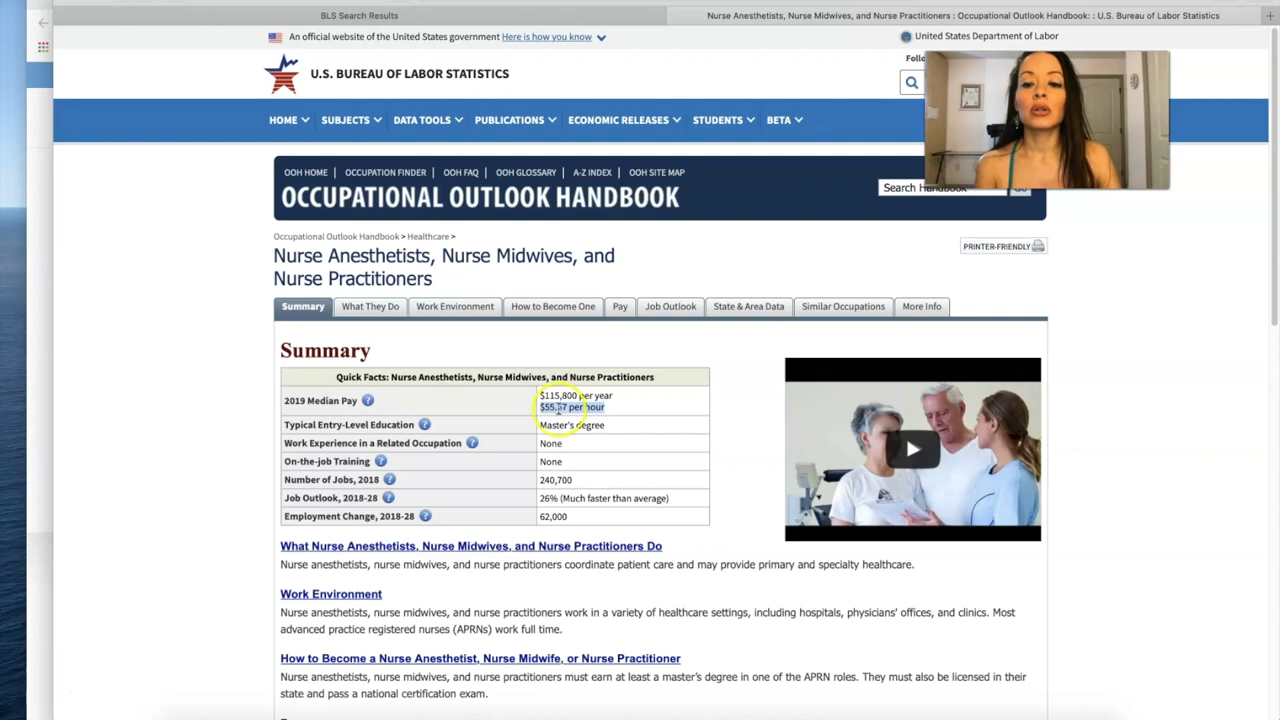 BLS Search Results
Nurse Anesthetists, Nurse Midwives, and Nurse Practitioners : Occupational Outlook Handbook: : U.S. Bureau of Labor Statistics
An official website of the United States government Here is how you know
United States Department of Labor
U.S. BUREAU OF LABOR STATISTICS
HOME SUBJECTS DATA TOOLS PUBLICATIONS ECONOMIC RELEASES STUDENTS BETA
OOH HOME | OCCUPATION FINDER | OOH FAQ | OOH GLOSSARY | A-Z INDEX | OOH SITE MAP
OCCUPATIONAL OUTLOOK HANDBOOK
Search Handbook
Occupational Outlook Handbook > Healthcare >
PRINTER-FRIENDLY
Nurse Anesthetists, Nurse Midwives, and
Nurse Practitioners
Summary What They Do Work Environment How to Become One Pay Job Outlook State & Area Data Similar Occupations More Info
Summary
Quick Facts: Nurse Anesthetists, Nurse Midwives, and Nurse Practitioners
2019 Median Pay $115,800 per year
per hour
Typical Entry-Level Education Master's degree
Work Experience in a Related Occupation None
On-the-job Training None
Number of Jobs, 2018 240,700
Job Outlook, 2018-28 26% (Much faster than average)
Employment Change, 2018-28 62,000
What Nurse Anesthetists, Nurse Midwives, and Nurse Practitioners Do
Nurse anesthetists, nurse midwives, and nurse practitioners coordinate patient care and may provide primary and specialty healthcare.
Work Environment
Nurse anesthetists, nurse midwives, and nurse practitioners work in a variety of healthcare settings, including hospitals, physicians' offices, and clinics. Most
advanced practice registered nurses (APRNs) work full time.
How to Become a Nurse Anesthetist, Nurse Midwife, or Nurse Practitioner
Nurse anesthetists, nurse midwives, and nurse practitioners must earn at least a master's degree in one of the APRN roles. They must also be licensed in their
state and pass a national certification exam.